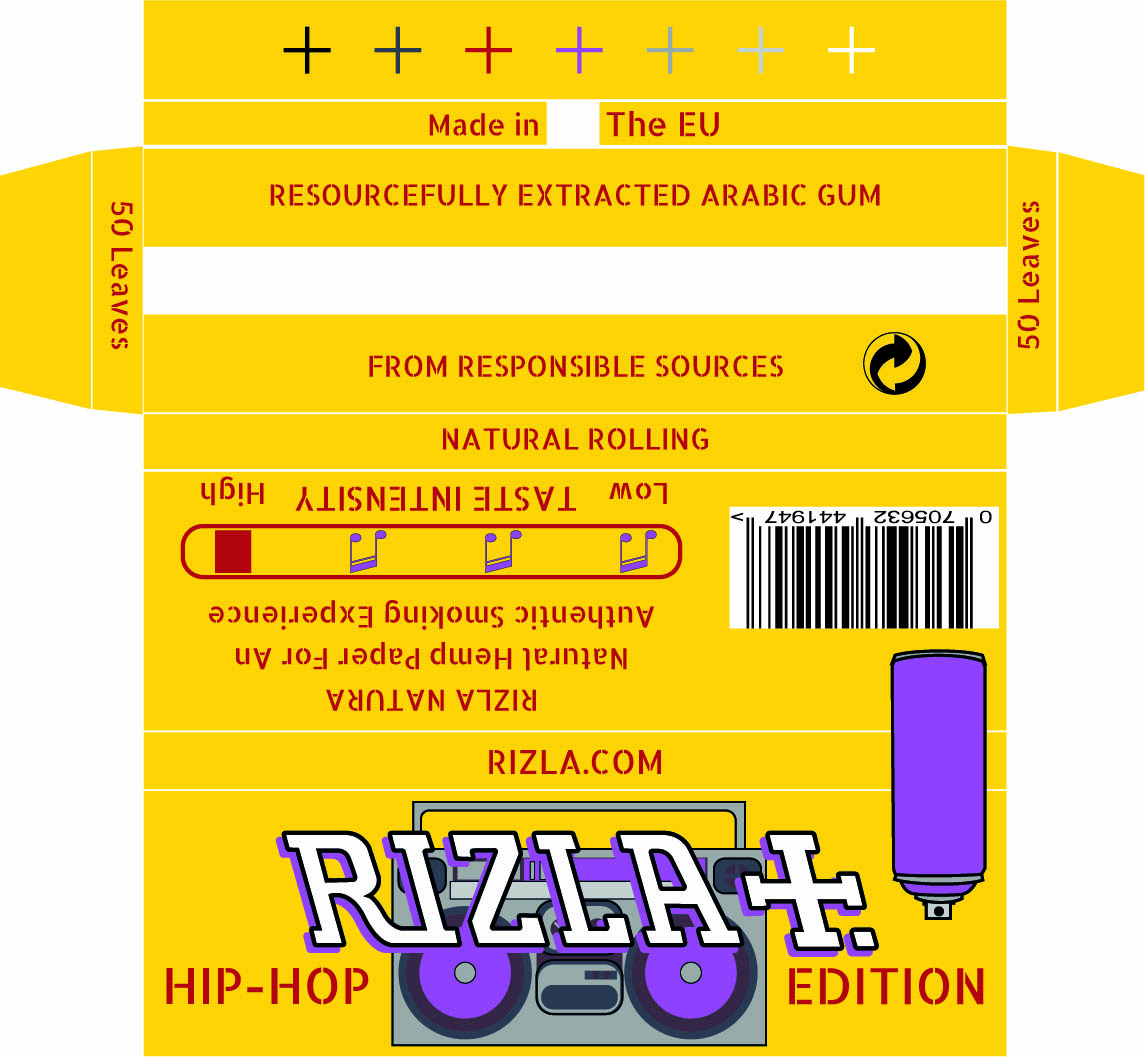 Made in The EU
RESOURCEFULLY EXTRACTED ARABIC GUM
50 Leaves
50 Leaves
FROM RESPONSIBLE SOURCES
NATURAL ROLLING
Low TASTE INTENSITY High
0 705632 441947 >
RIZLA NATURA
Natural Hemp Paper For An
Authentic Smoking Experience
RIZLA.COM
RIZLA+.
HIP-HOP EDITION